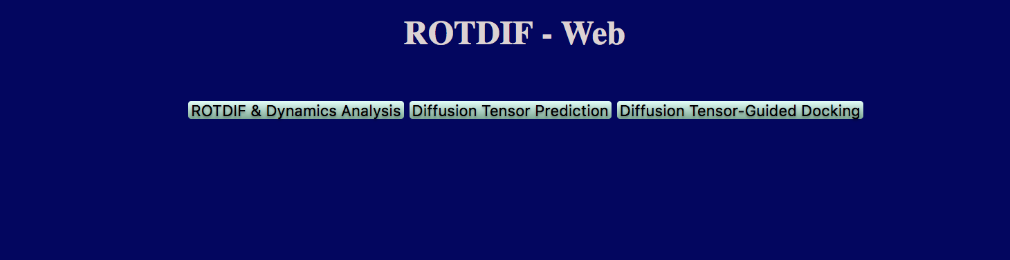 ROTDIF - Web
ROTDIF & Dynamics Analysis Diffusion Tensor Prediction Diffusion Tensor-Guided Docking